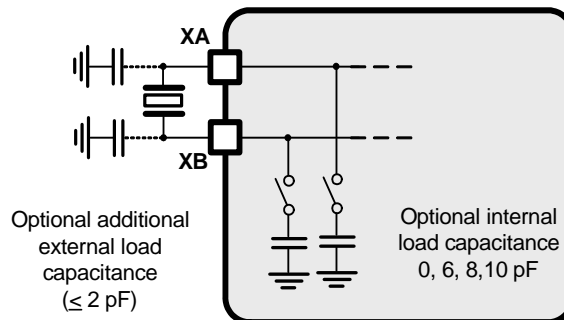 XA
XB
Optional additional
external load
capacitance
(≤ 2 pF)
Optional internal
load capacitance
0, 6, 8,10 pF